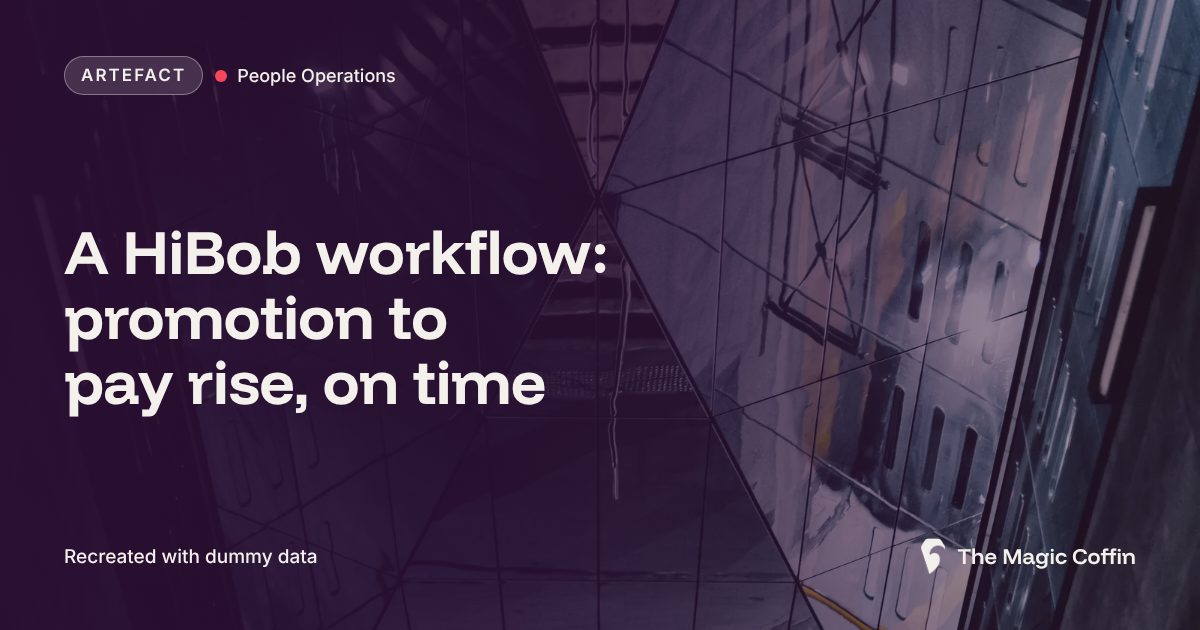 ARTEFACT
People Operations
A HiBob workflow:
promotion to
pay rise, on time
Recreated with dummy data
The Magic Coffin